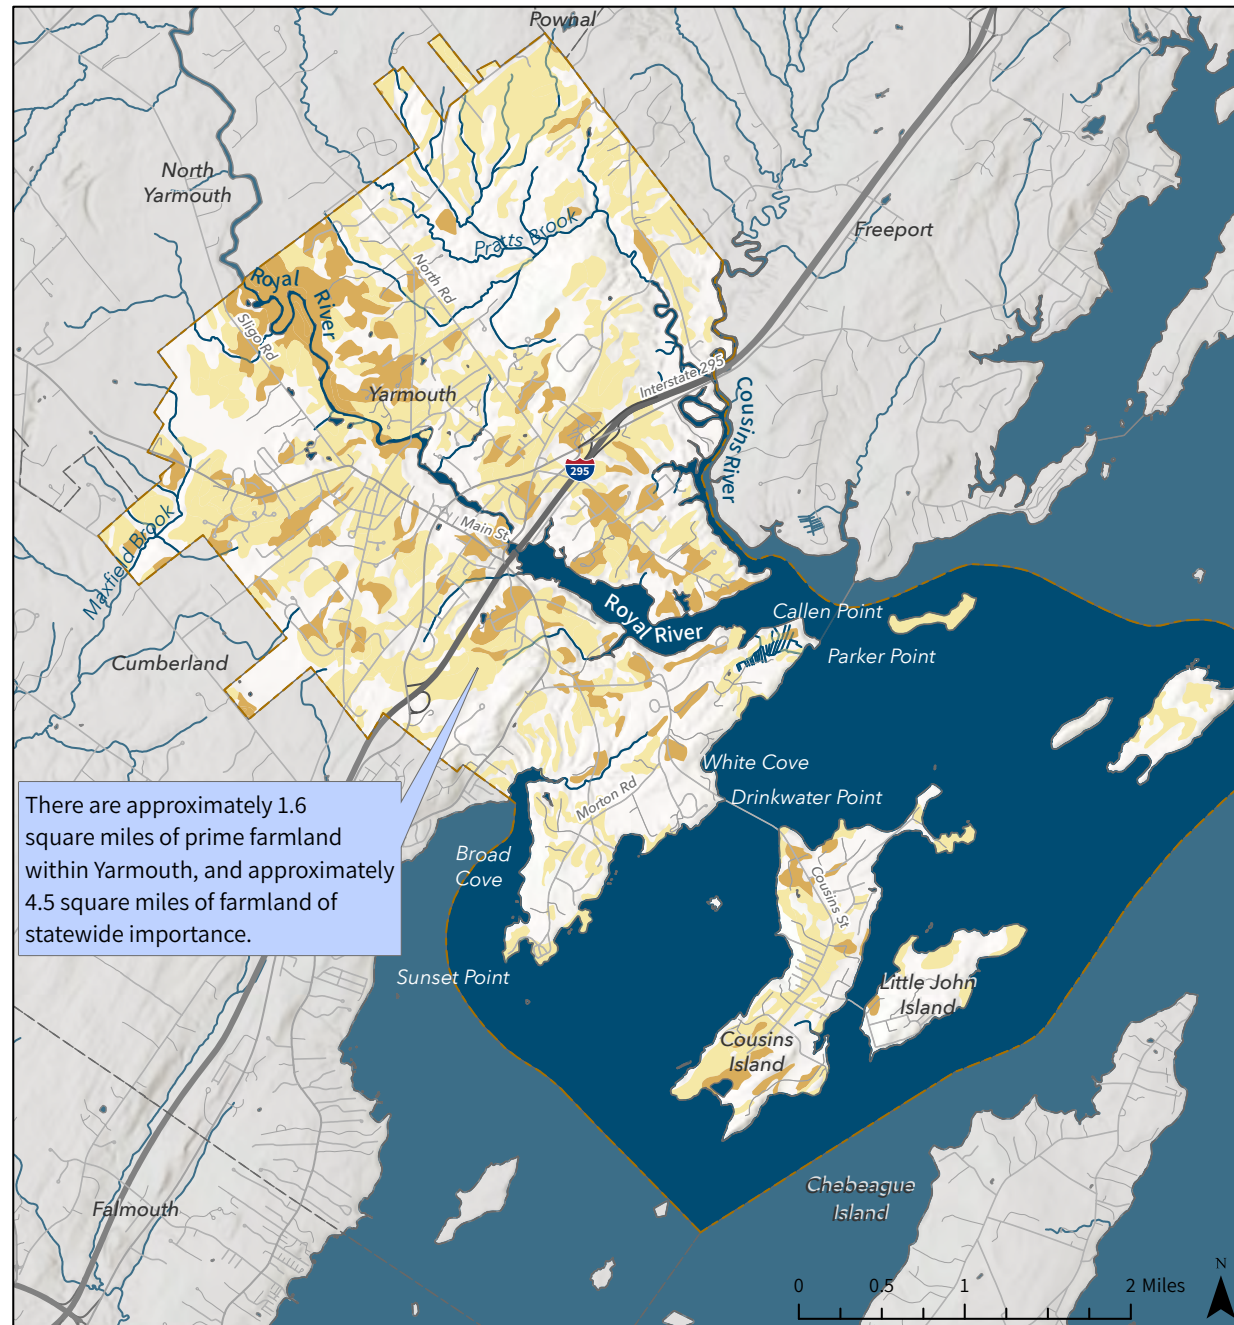 Pownal
North
Yarmouth
Freeport
Pratts Brook
North Rd
Royal
River
Sligo Rd
Interstate 295
Yarmouth
Cousins River
295
Main St
Maxfield Brook
Royal River
Callen Point
Parker Point
Cumberland
White Cove
Drinkwater Point
Morton Rd
There are approximately 1.6
square miles of prime farmland
within Yarmouth, and approximately
4.5 square miles of farmland of
statewide importance.
Broad
Cove
Cousins St
Sunset Point
Little John
Island
Cousins
Island
Chebeague
Island
Falmouth
N
0 0.5 1 2 Miles